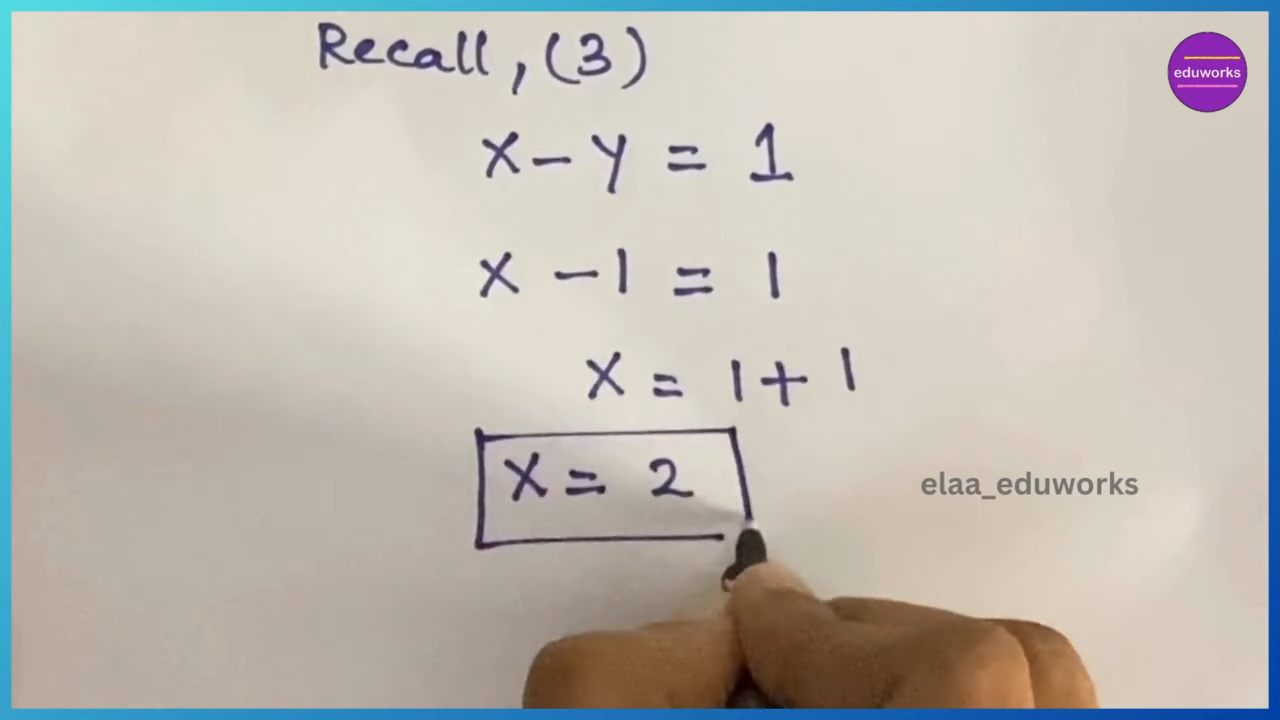 Recall, (3)
eduworks
x - y = 1
x - 1 = 1
x = 1 + 1
x = 2
elaa_eduworks